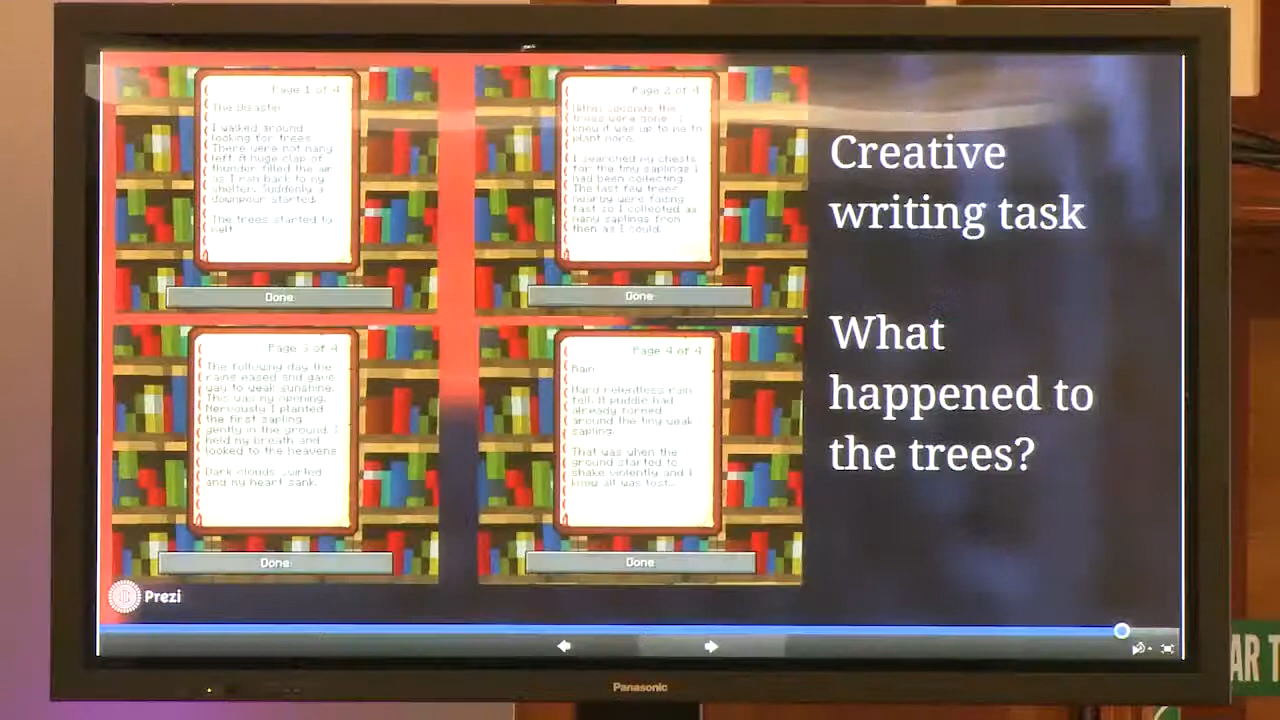 Page 1 of 4
The Disaster
I walked around
looking for trees.
There were not many
left. A huge clap of
thunder filled the air
as I ran back to my
shelter. Suddenly a
downpour started.
The trees started to
melt
Done
Page 2 of 4
Within seconds the
trees were gone. I
knew it was up to me to
plant more.
I searched my chests
for the tiny saplings I
had been collecting.
The last few trees
nearby were fading
fast so I collected as
many saplings from
them as I could.
Done
Creative
writing task
What
happened to
the trees?
Page 3 of 4
The following day the
rains eased and gave
way to weak sunshine.
This was my opening.
Nervously I planted
the first sapling
gently in the ground. I
held my breath and
looked to the heavens
Dark clouds swirled
and my heart sank.
Done
Page 4 of 4
Rain
Hard relentless rain
fell. A puddle had
already formed
around the tiny weak
sapling.
That was when the
ground started to
shake violently and I
knew all was lost...
Done
Prezi
Panasonic
AR T